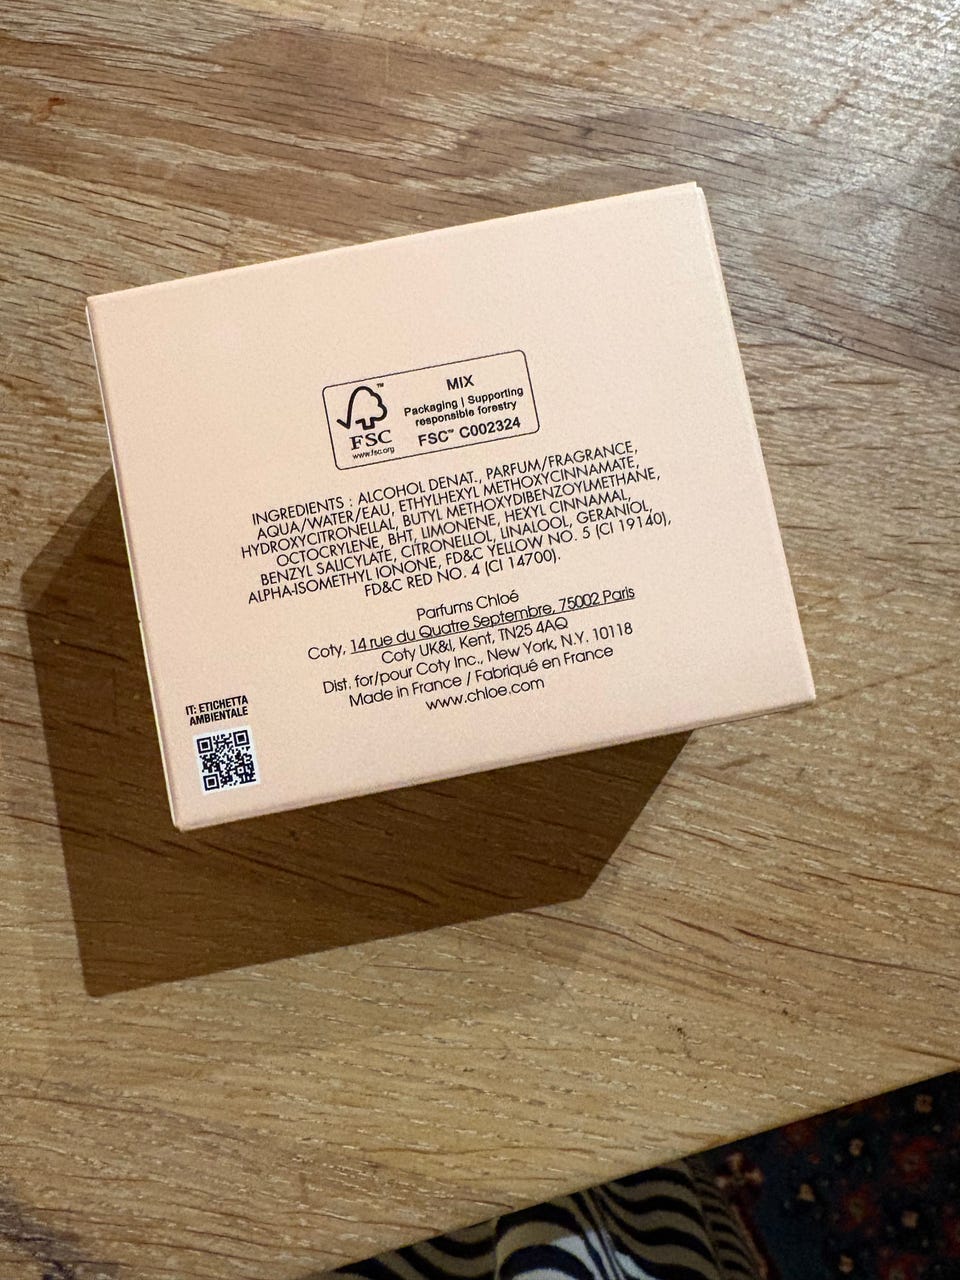 MIX
Packaging | Supporting
responsible forestry
FSC™ C002324
™
FSC
www.fsc.org
INGREDIENTS : ALCOHOL DENAT., PARFUM/FRAGRANCE,
AQUA/WATER/EAU, ETHYLHEXYL METHOXYCINNAMATE,
HYDROXYCITRONELLAL, BUTYL METHOXYDIBENZOYLMETHANE,
OCTOCRYLENE, BHT, LIMONENE, HEXYL CINNAMAL,
BENZYL SALICYLATE, CITRONELLOL, LINALOOL, GERANIOL,
ALPHA-ISOMETHYL IONONE, FD&C YELLOW NO. 5 (CI 19140),
FD&C RED NO. 4 (CI 14700).
Parfums Chloé
Coty, 14 rue du Quatre Septembre, 75002 Paris
Coty UK&I, Kent, TN25 4AQ
Dist. for/pour Coty Inc., New York, N.Y. 10118
Made in France / Fabriqué en France
www.chloe.com
IT: ETICHETTA
AMBIENTALE